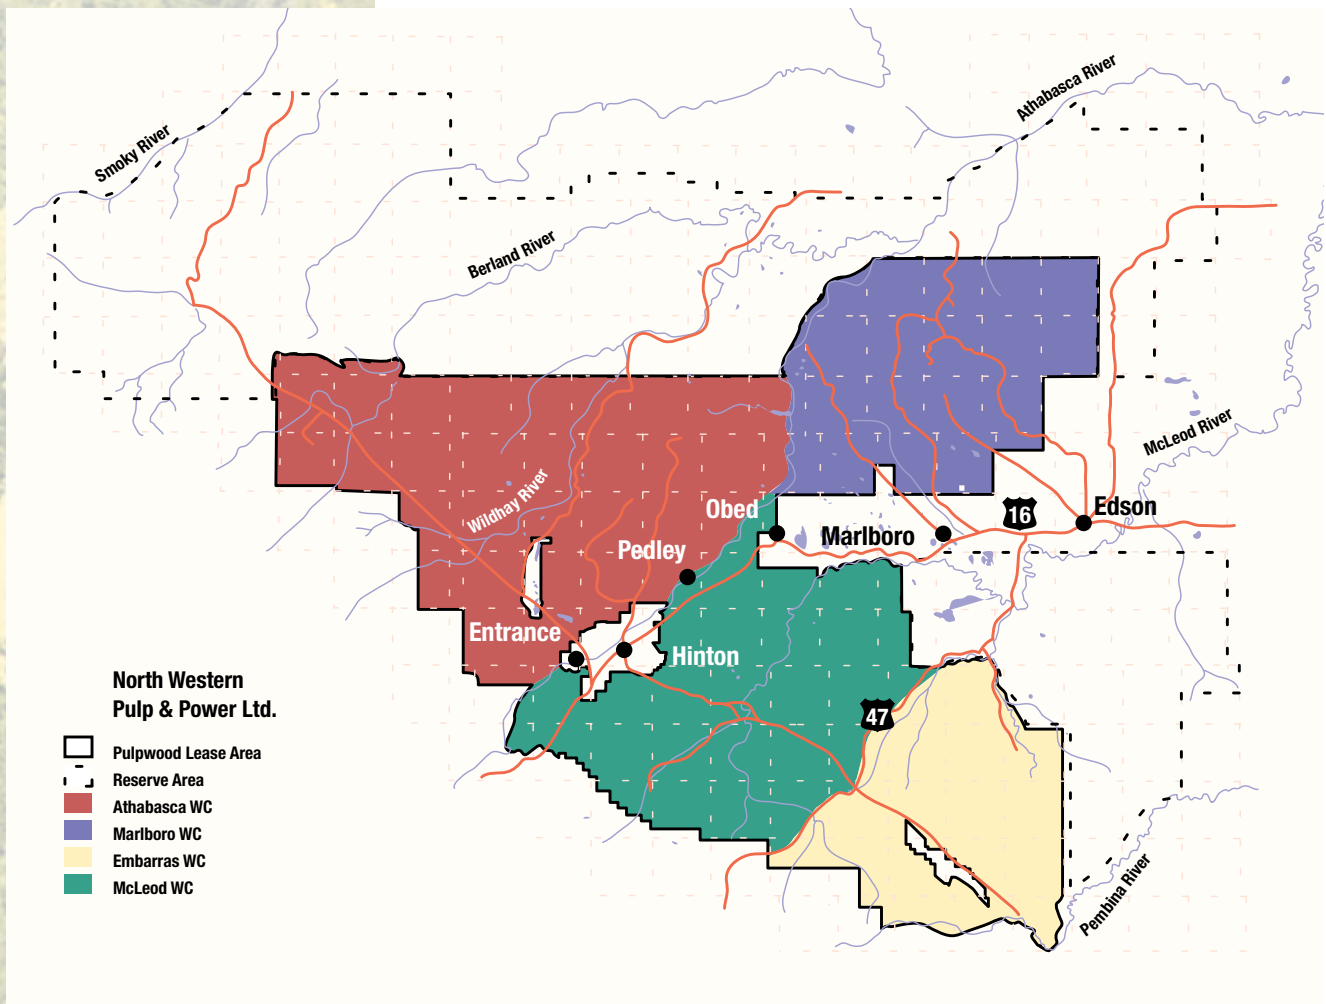 Athabasca River
Smoky River
Berland River
McLeod River
Wildhay River
Obed
16
Edson
Marlboro
Pedley
Entrance
Hinton
47
North Western
Pulp & Power Ltd.
Pulpwood Lease Area
Reserve Area
Athabasca WC
Marlboro WC
Embarras WC
McLeod WC
Pembina River